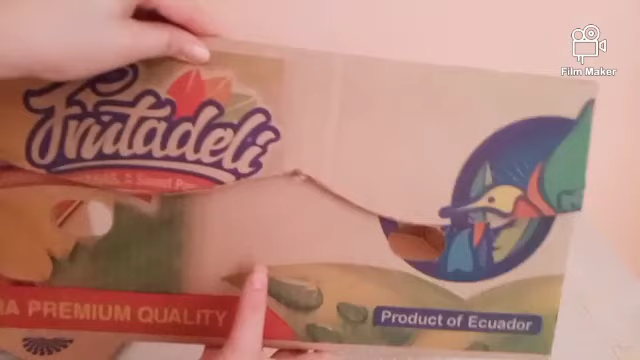 Film Maker
Frutadeli
RA PREMIUM QUALITY
Product of Ecuador